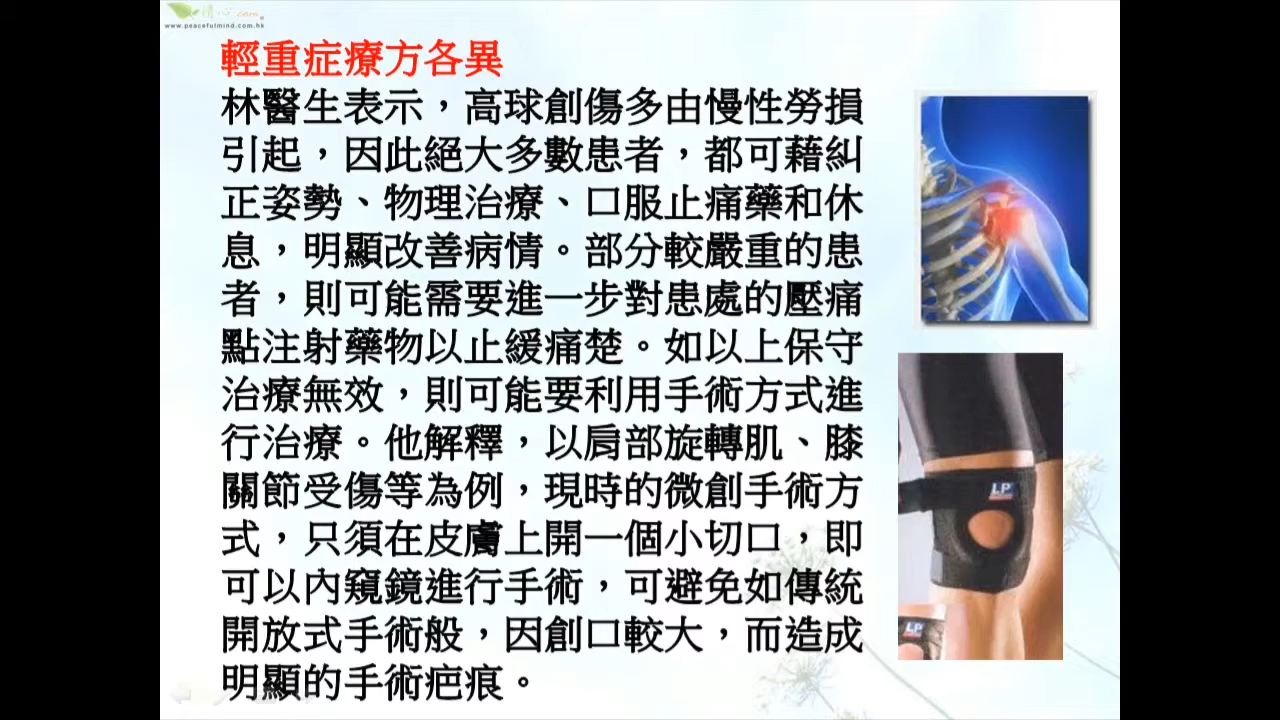 情心.com
www.peacefulmind.com.hk
輕重症療方各異
林醫生表示，高球創傷多由慢性勞損
引起，因此絕大多數患者，都可藉糾
正姿勢、物理治療、口服止痛藥和休
息，明顯改善病情。部分較嚴重的患
者，則可能需要進一步對患處的壓痛
點注射藥物以止緩痛楚。如以上保守
治療無效，則可能要利用手術方式進
行治療。他解釋，以肩部旋轉肌、膝
關節受傷等為例，現時的微創手術方
式，只須在皮膚上開一個小切口，即
可以內窺鏡進行手術，可避免如傳統
開放式手術般，因創口較大，而造成
明顯的手術疤痕。
LP
LP